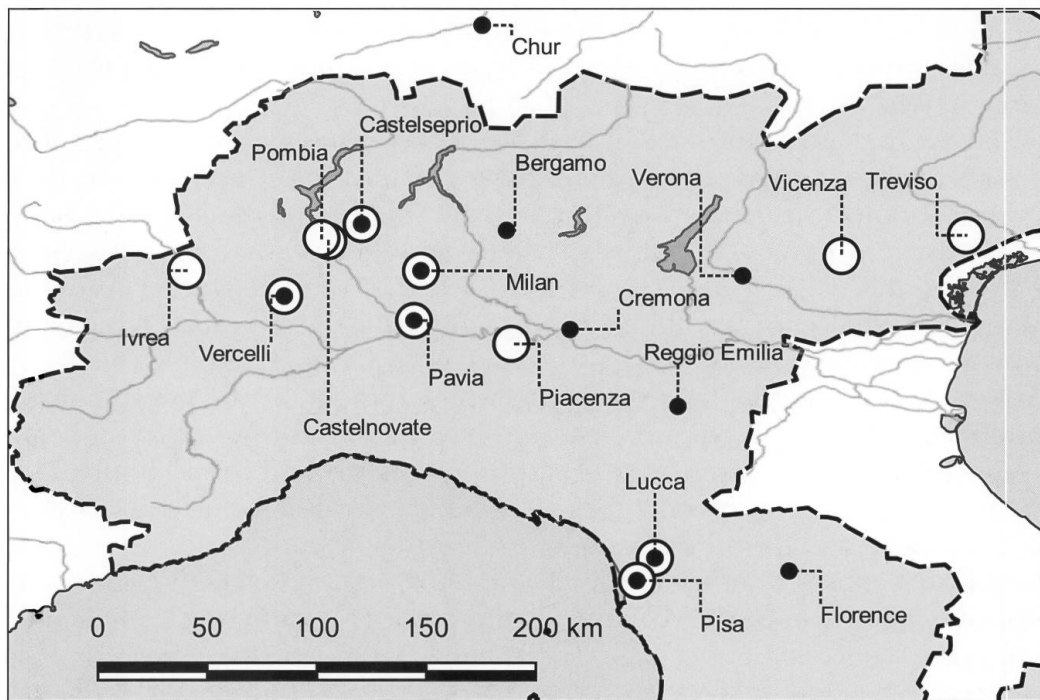 Chur
Castelseprio
Pombia
Bergamo
Verona
Vicenza
Treviso
Milan
Cremona
Ivrea
Vercelli
Pavia
Piacenza
Reggio Emilia
Castelnovate
Lucca
Pisa
Florence
0 50 100 150 200 km